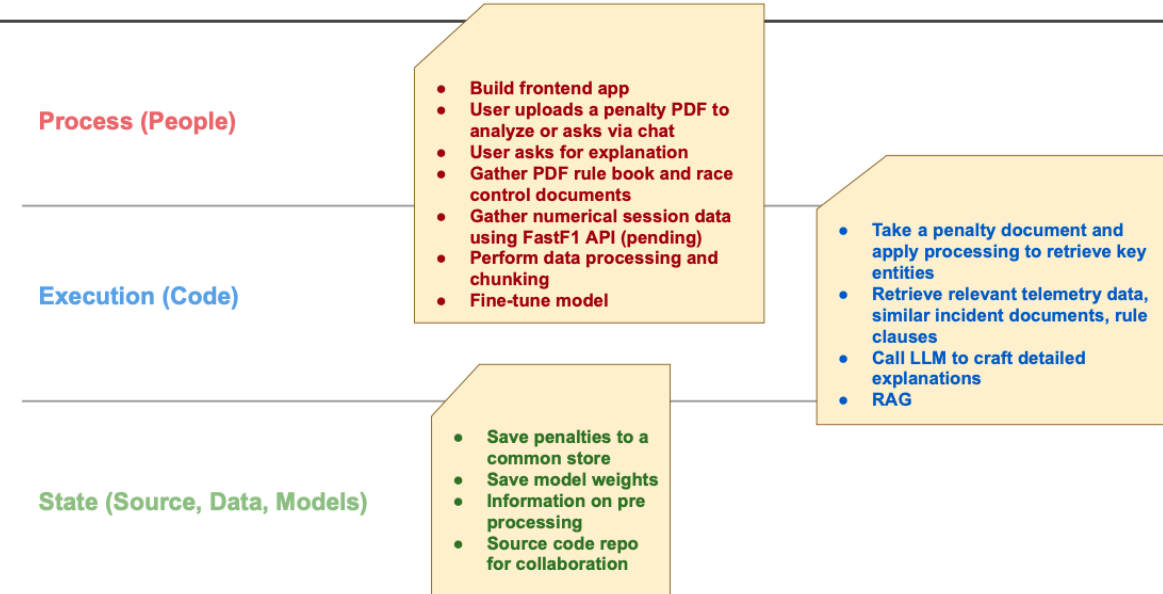 Process (People)
● Build frontend app
● User uploads a penalty PDF to
analyze or asks via chat
● User asks for explanation
● Gather PDF rule book and race
control documents
● Gather numerical session data
using FastF1 API (pending)
● Perform data processing and
chunking
● Fine-tune model
Execution (Code)
● Take a penalty document and
apply processing to retrieve key
entities
● Retrieve relevant telemetry data,
similar incident documents, rule
clauses
● Call LLM to craft detailed
explanations
● RAG
State (Source, Data, Models)
● Save penalties to a
common store
● Save model weights
● Information on pre
processing
● Source code repo
for collaboration